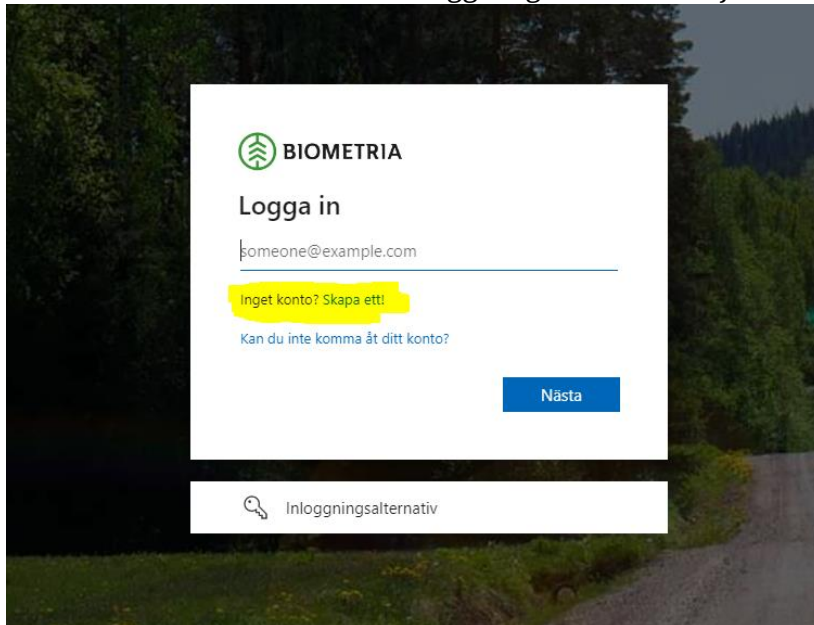 BIOMETRIA
Logga in
someone@example.com
Inget konto? Skapa ett!
Kan du inte komma åt ditt konto?
Nästa
Inloggningsalternativ